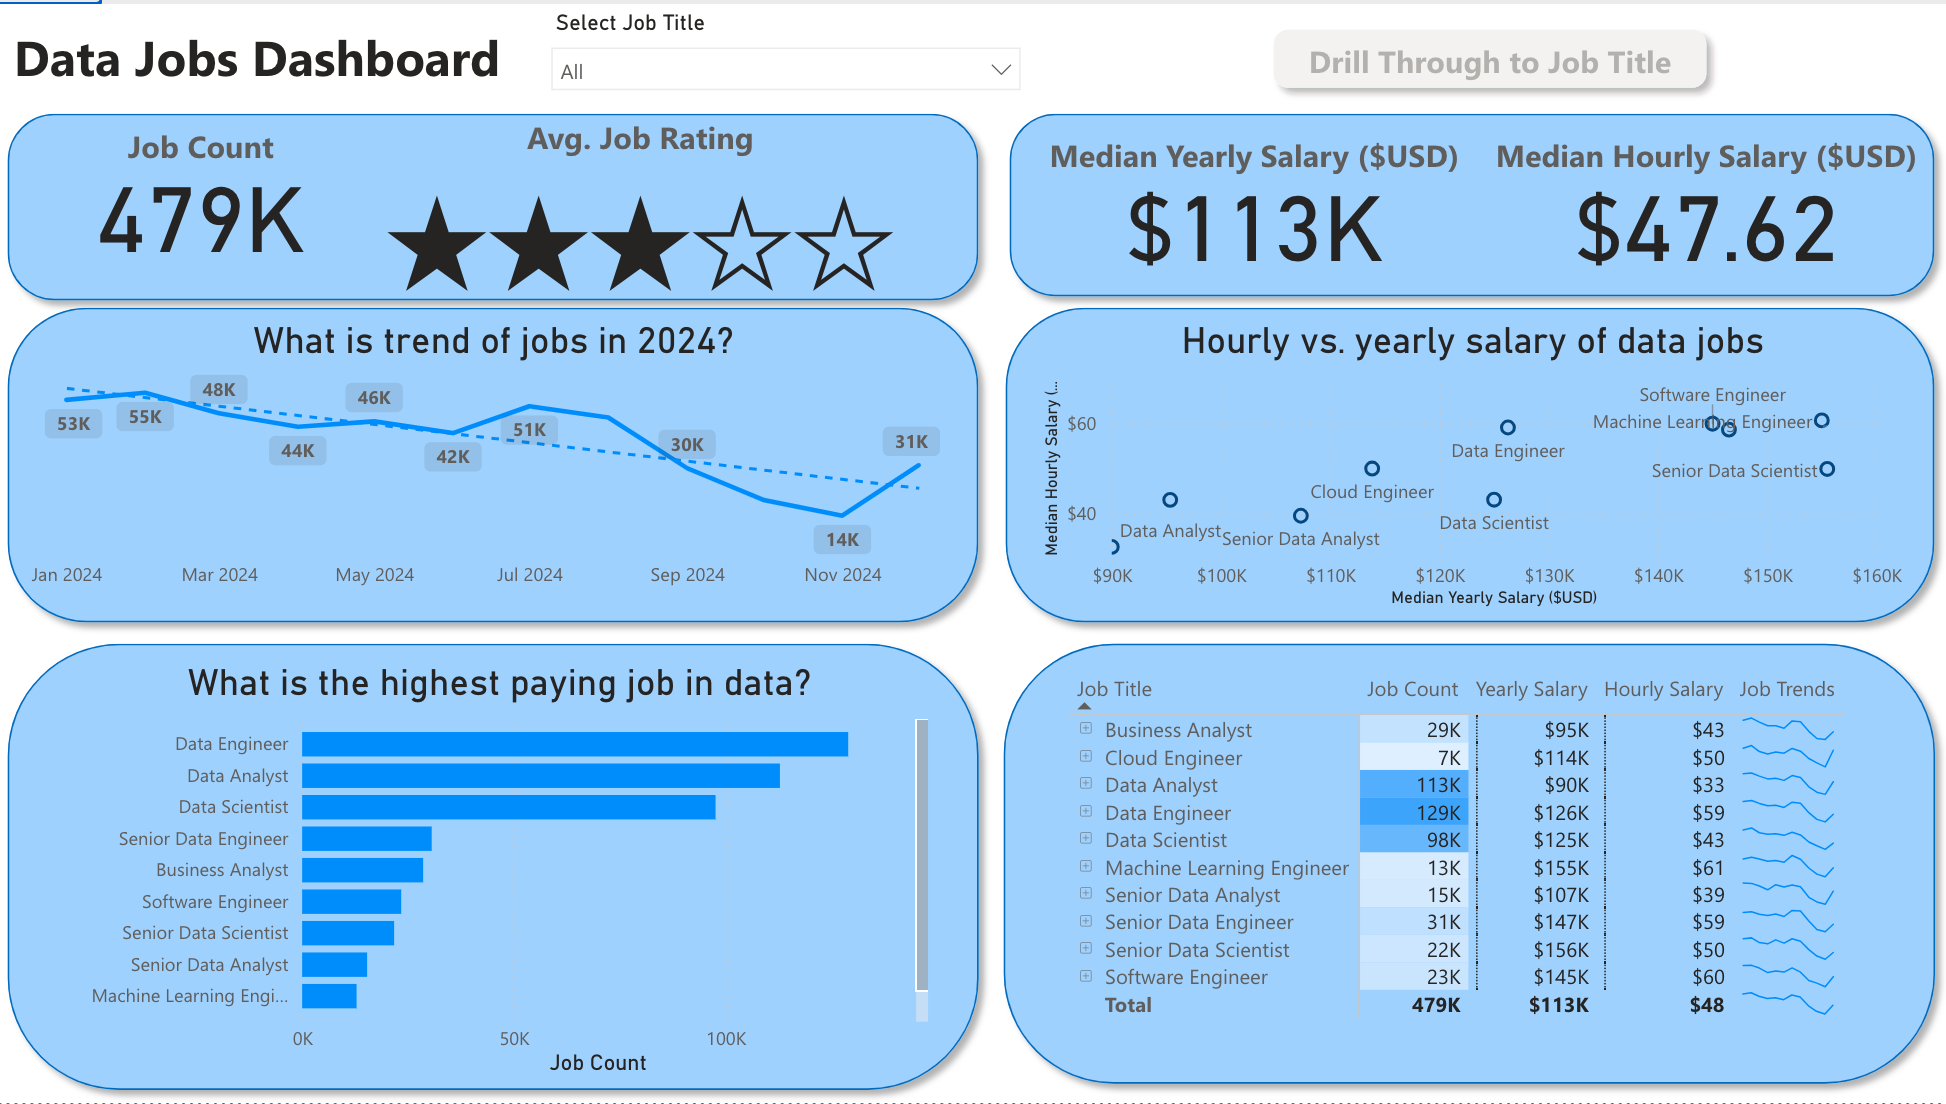 Data Jobs Dashboard
Select Job Title
All
Drill Through to Job Title
Job Count
479K
Avg. Job Rating
Median Yearly Salary ($USD)
$113K
Median Hourly Salary ($USD)
$47.62
What is trend of jobs in 2024?
53K
55K
48K
44K
46K
42K
51K
30K
14K
31K
Jan 2024
Mar 2024
May 2024
Jul 2024
Sep 2024
Nov 2024
Hourly vs. yearly salary of data jobs
Median Hourly Salary (...
$60
$40
Software Engineer
Machine Learning Engineer
Data Engineer
Senior Data Scientist
Cloud Engineer
Data Scientist
Data Analyst
Senior Data Analyst
$90K
$100K
$110K
$120K
$130K
$140K
$150K
$160K
Median Yearly Salary ($USD)
What is the highest paying job in data?
Data Engineer
Data Analyst
Data Scientist
Senior Data Engineer
Business Analyst
Software Engineer
Senior Data Scientist
Senior Data Analyst
Machine Learning Engi...
0K
50K
100K
Job Count
Job Title Job Count Yearly Salary Hourly Salary Job Trends
Business Analyst 29K $95K $43
Cloud Engineer 7K $114K $50
Data Analyst 113K $90K $33
Data Engineer 129K $126K $59
Data Scientist 98K $125K $43
Machine Learning Engineer 13K $155K $61
Senior Data Analyst 15K $107K $39
Senior Data Engineer 31K $147K $59
Senior Data Scientist 22K $156K $50
Software Engineer 23K $145K $60
Total 479K $113K $48